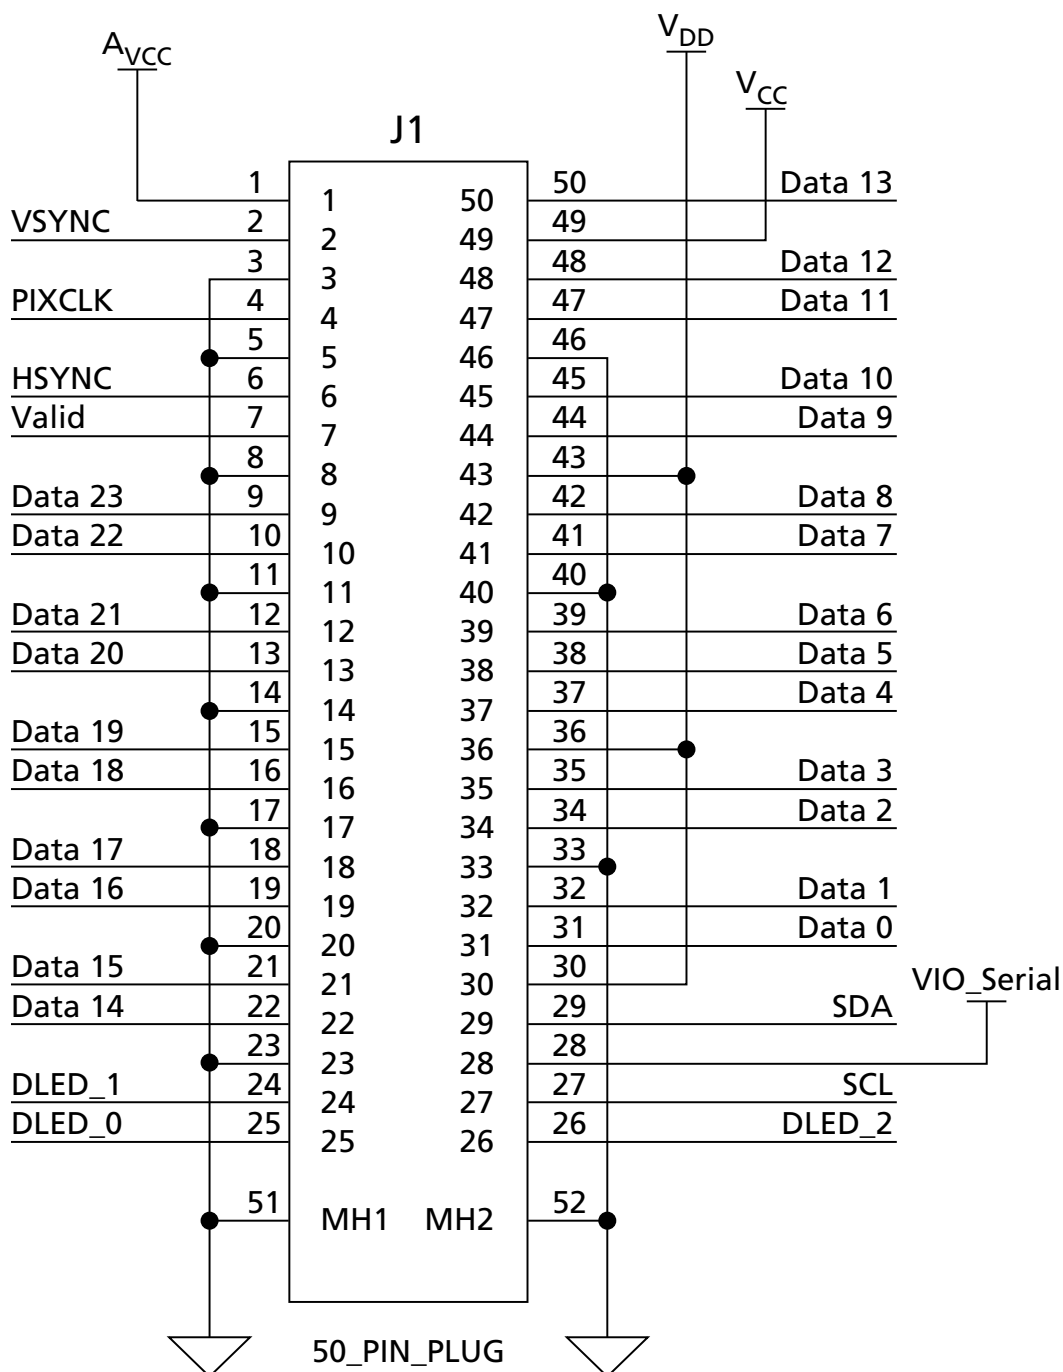 AVCC
VDD
VCC
J1
1 1 50 50 Data 13
VSYNC 2 2 49 49
3 3 48 48 Data 12
PIXCLK 4 4 47 47 Data 11
5 5 46 46
HSYNC 6 6 45 45 Data 10
Valid 7 7 44 44 Data 9
8 8 43 43
Data 23 9 9 42 42 Data 8
Data 22 10 10 41 41 Data 7
11 11 40 40
Data 21 12 12 39 39 Data 6
Data 20 13 13 38 38 Data 5
14 14 37 37 Data 4
Data 19 15 15 36 36
Data 18 16 16 35 35 Data 3
17 17 34 34 Data 2
Data 17 18 18 33 33
Data 16 19 19 32 32 Data 1
20 20 31 31 Data 0
Data 15 21 21 30 30
VIO_Serial
Data 14 22 22 29 29 SDA
23 23 28 28
DLED_1 24 24 27 27 SCL
DLED_0 25 25 26 26 DLED_2
51 MH1 MH2 52
50_PIN_PLUG